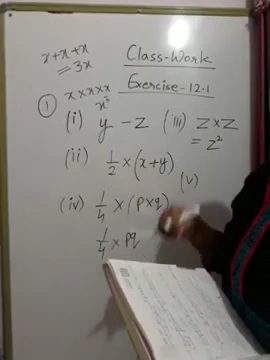 x+x+x
= 3x
Class-Work
Exercise-12.1
x×x×x
x³
①
(i) y - z
(iii) z×z
= z²
(ii) 1/2 × (x+y)
(iv) 1/4 × (p×q)
(v)
1/4 × pq